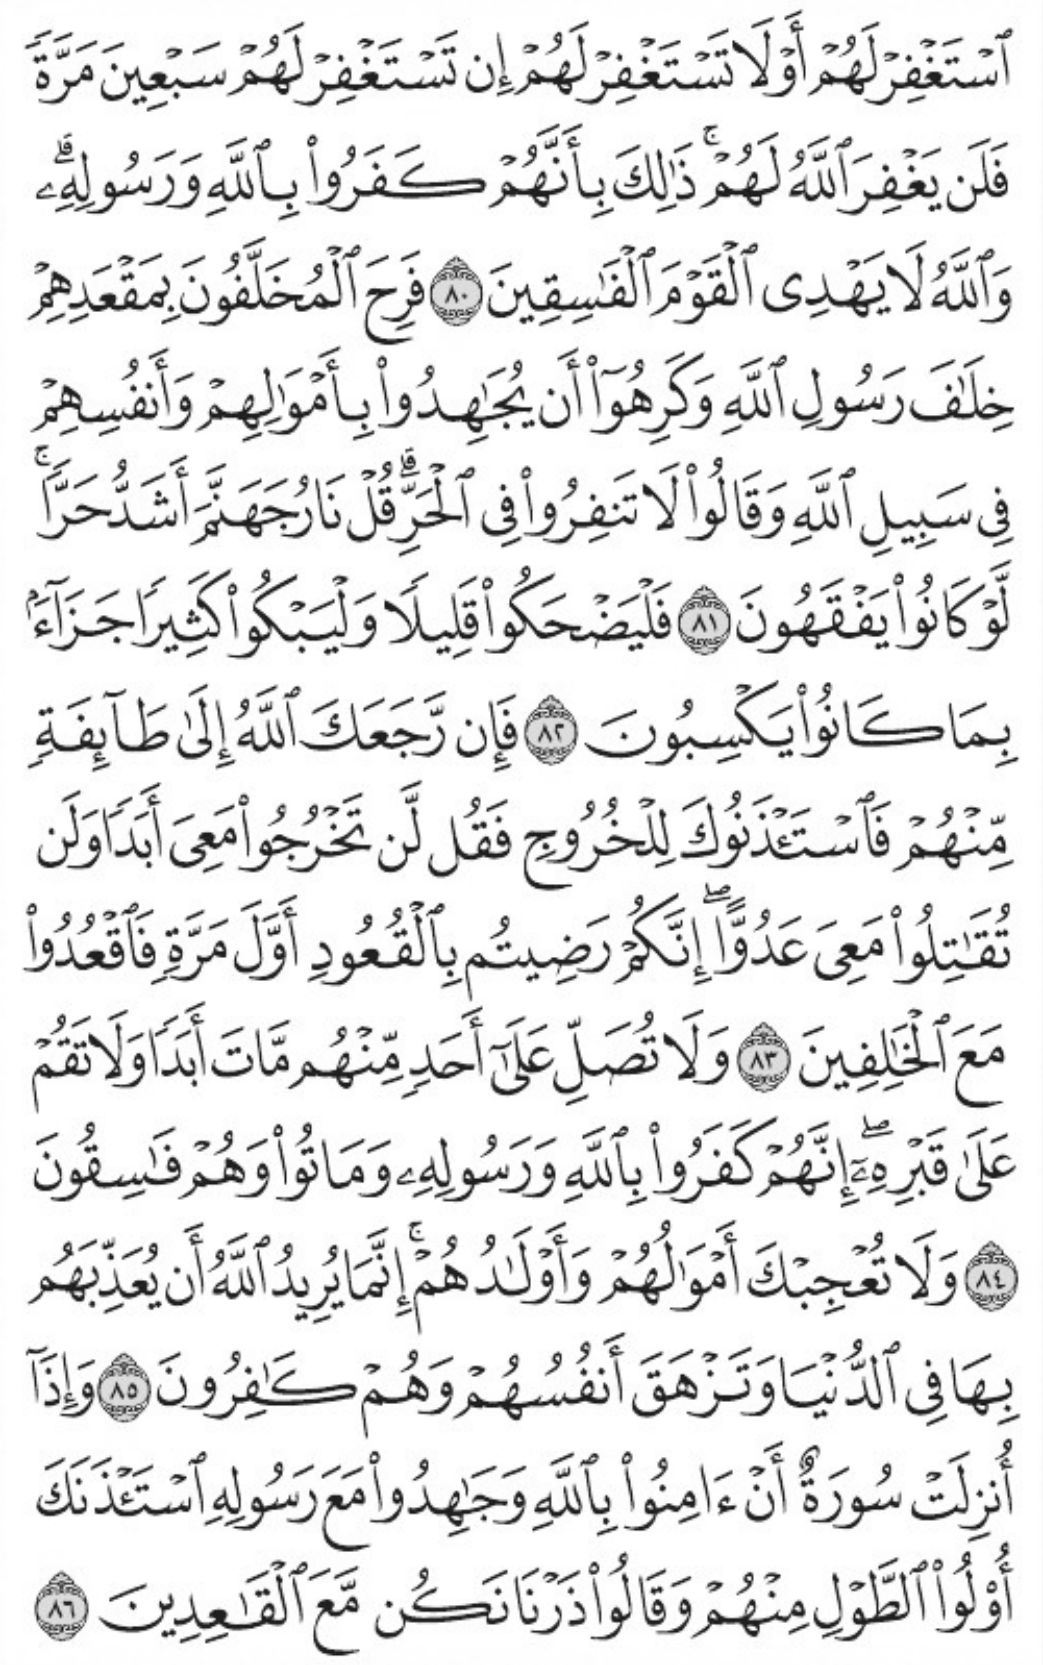 ٱسْتَغْفِرْ لَهُمْ أَوْ لَا تَسْتَغْفِرْ لَهُمْ إِن تَسْتَغْفِرْ لَهُمْ سَبْعِينَ مَرَّةً
فَلَن يَغْفِرَ ٱللَّهُ لَهُمْۚ ذَٰلِكَ بِأَنَّهُمْ كَفَرُوا۟ بِٱللَّهِ وَرَسُولِهِۦۗ
وَٱللَّهُ لَا يَهْدِى ٱلْقَوْمَ ٱلْفَٰسِقِينَ ٨٠ فَرِحَ ٱلْمُخَلَّفُونَ بِمَقْعَدِهِمْ
خِلَٰفَ رَسُولِ ٱللَّهِ وَكَرِهُوٓا۟ أَن يُجَٰهِدُوا۟ بِأَمْوَٰلِهِمْ وَأَنفُسِهِمْ
فِى سَبِيلِ ٱللَّهِ وَقَالُوا۟ لَا تَنفِرُوا۟ فِى ٱلْحَرِّۗ قُلْ نَارُ جَهَنَّمَ أَشَدُّ حَرًّاۚ
لَّوْ كَانُوا۟ يَفْقَهُونَ ٨١ فَلْيَضْحَكُوا۟ قَلِيلًا وَلْيَبْكُوا۟ كَثِيرًا جَزَآءًۢ
بِمَا كَانُوا۟ يَكْسِبُونَ ٨٢ فَإِن رَّجَعَكَ ٱللَّهُ إِلَىٰ طَآئِفَةٍ
مِّنْهُمْ فَٱسْتَـْٔذَنُوكَ لِلْخُرُوجِ فَقُل لَّن تَخْرُجُوا۟ مَعِىَ أَبَدًا وَلَن
تُقَٰتِلُوا۟ مَعِىَ عَدُوًّاۖ إِنَّكُمْ رَضِيتُم بِٱلْقُعُودِ أَوَّلَ مَرَّةٍ فَٱقْعُدُوا۟
مَعَ ٱلْخَٰلِفِينَ ٨٣ وَلَا تُصَلِّ عَلَىٰٓ أَحَدٍ مِّنْهُم مَّاتَ أَبَدًا وَلَا تَقُمْ
عَلَىٰ قَبْرِهِۦٓۖ إِنَّهُمْ كَفَرُوا۟ بِٱللَّهِ وَرَسُولِهِۦ وَمَاتُوا۟ وَهُمْ فَٰسِقُونَ
٨٤ وَلَا تُعْجِبْكَ أَمْوَٰلُهُمْ وَأَوْلَٰدُهُمْۚ إِنَّمَا يُرِيدُ ٱللَّهُ أَن يُعَذِّبَهُم
بِهَا فِى ٱلدُّنْيَا وَتَزْهَقَ أَنفُسُهُمْ وَهُمْ كَٰفِرُونَ ٨٥ وَإِذَآ
أُنزِلَتْ سُورَةٌ أَنْ ءَامِنُوا۟ بِٱللَّهِ وَجَٰهِدُوا۟ مَعَ رَسُولِهِ ٱسْتَـْٔذَنَكَ
أُو۟لُوا۟ ٱلطَّوْلِ مِنْهُمْ وَقَالُوا۟ ذَرْنَا نَكُن مَّعَ ٱلْقَٰعِدِينَ ٨٦